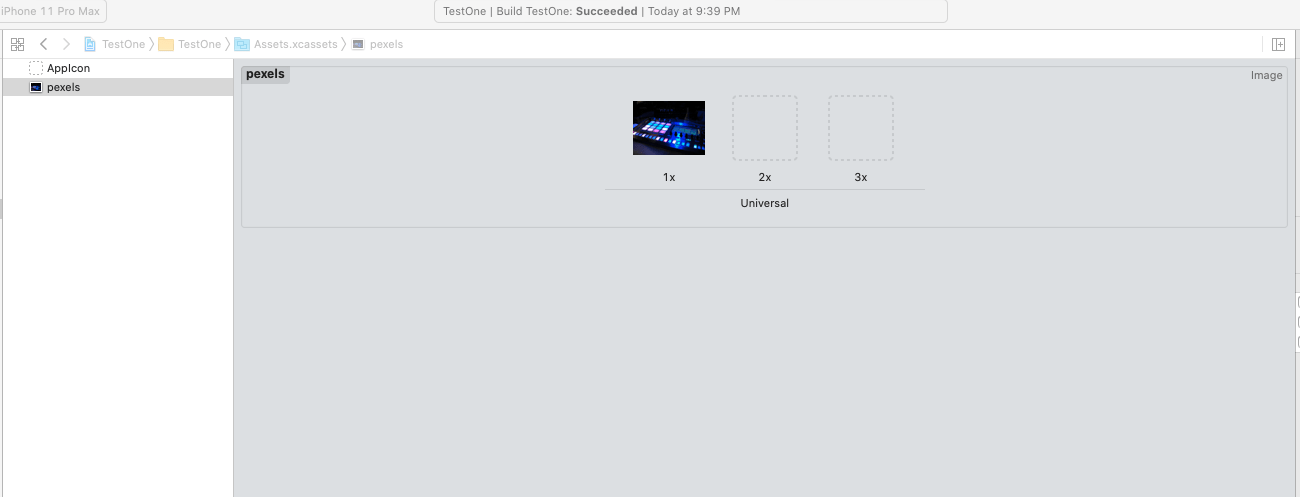 iPhone 11 Pro Max
TestOne | Build TestOne: Succeeded | Today at 9:39 PM
TestOne
TestOne
Assets.xcassets
pexels
AppIcon
pexels
pexels
Image
1x
2x
3x
Universal